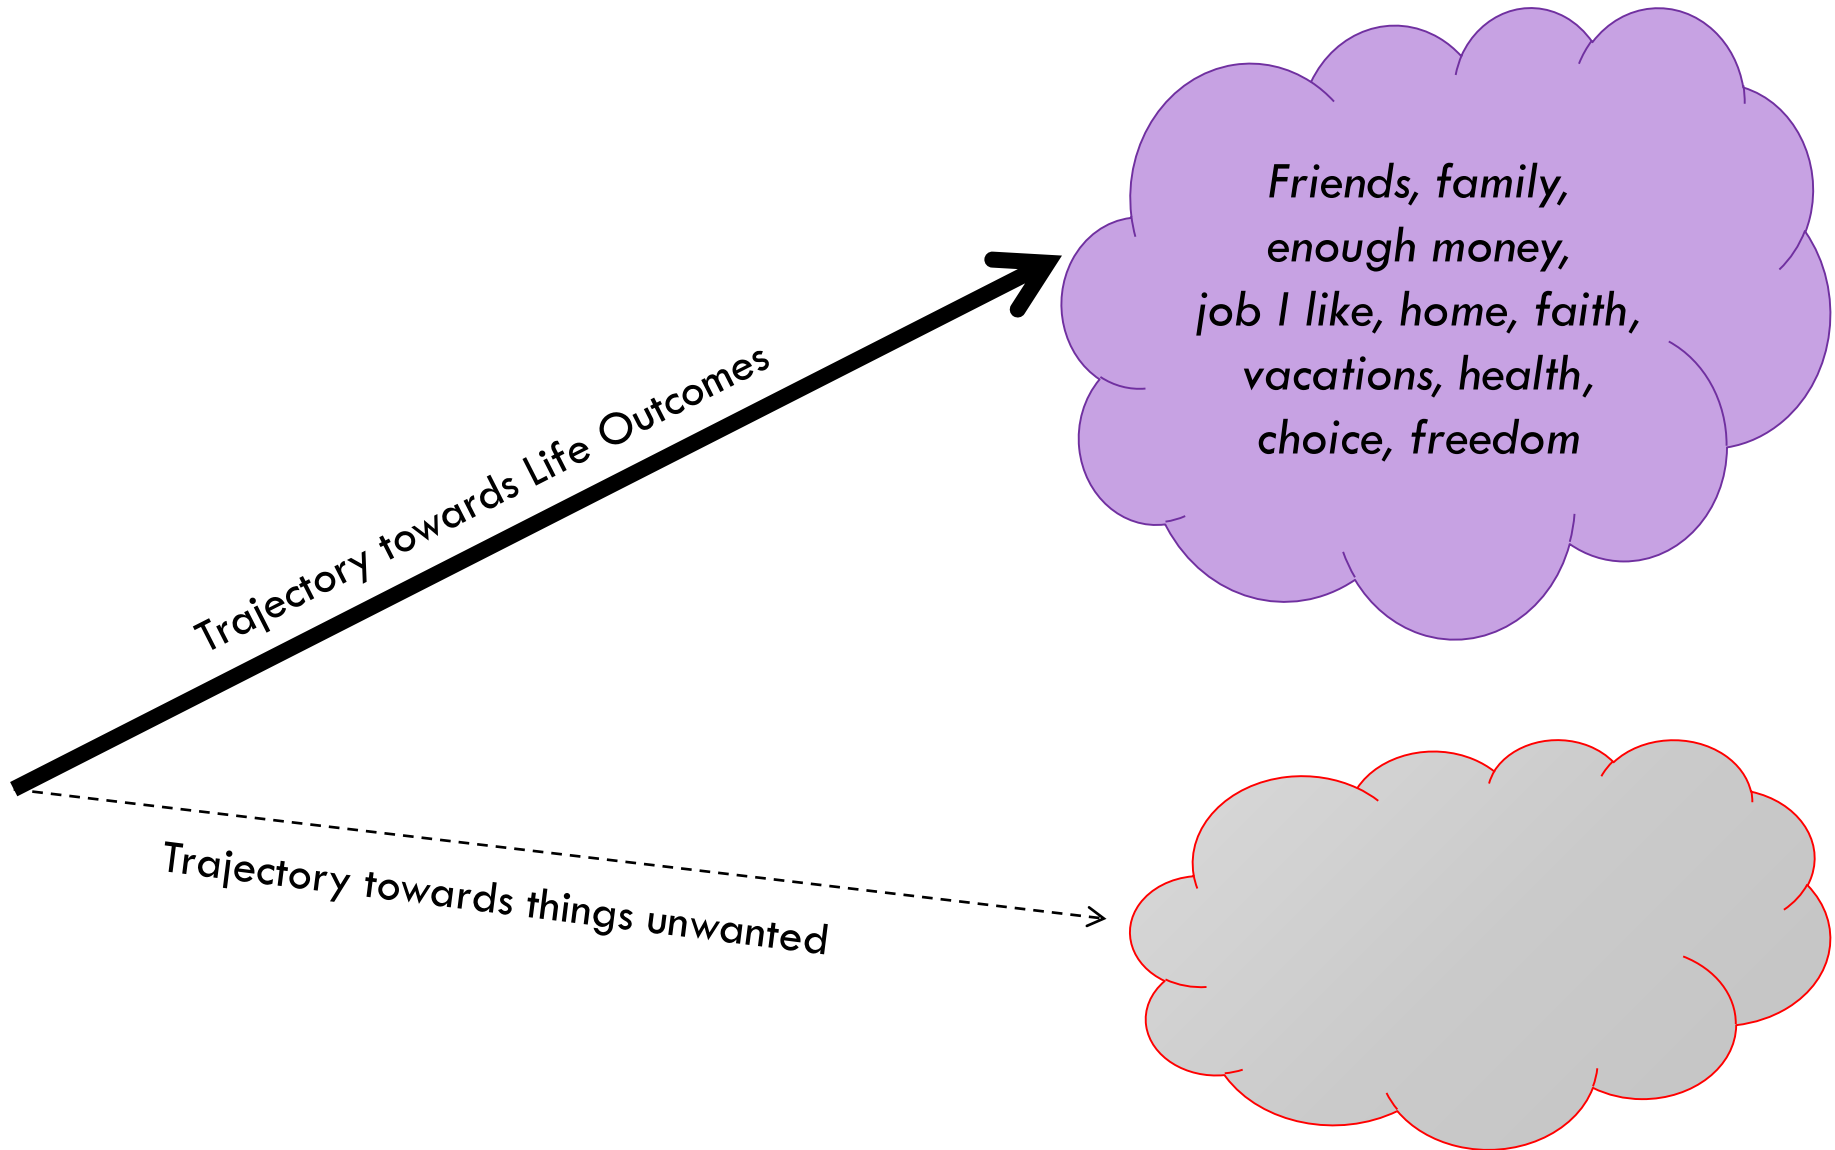 Friends, family,
enough money,
job I like, home, faith,
vacations, health,
choice, freedom
Trajectory towards Life Outcomes
Trajectory towards things unwanted